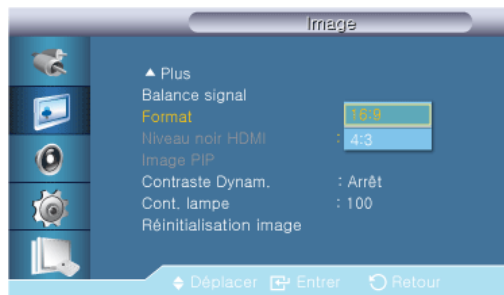 Image
▲ Plus
Balance signal
Format 16:9
Niveau noir HDMI : 4:3
Image PIP
Contraste Dynam. : Arrêt
Cont. lampe : 100
Réinitialisation image
Déplacer Entrer Retour